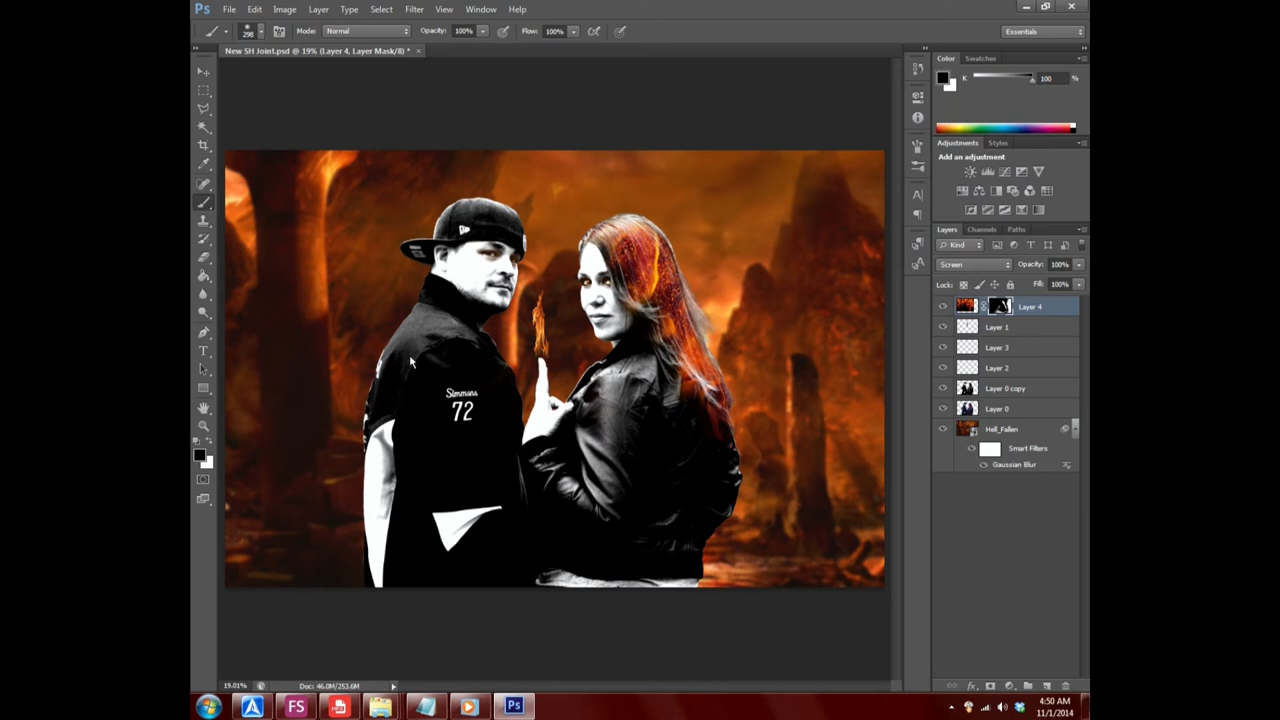 Ps File Edit Image Layer Type Select Filter View Window Help
298 Mode: Normal Opacity: 100% Flow: 100% Essentials
New SH Joint.psd @ 19% (Layer 4, Layer Mask/8) * ×
Color Swatches
K 100 %
Adjustments Styles
Add an adjustment
Layers Channels Paths
Kind
Screen Opacity: 100%
Lock: Fill: 100%
Layer 4
Layer 1
Layer 3
Layer 2
Layer 0 copy
Layer 0
Hell_Fallen
Smart Filters
Gaussian Blur
Simmons
72
19.01% Doc: 46.0M/253.6M
FS Ps
4:50 AM
11/1/2014